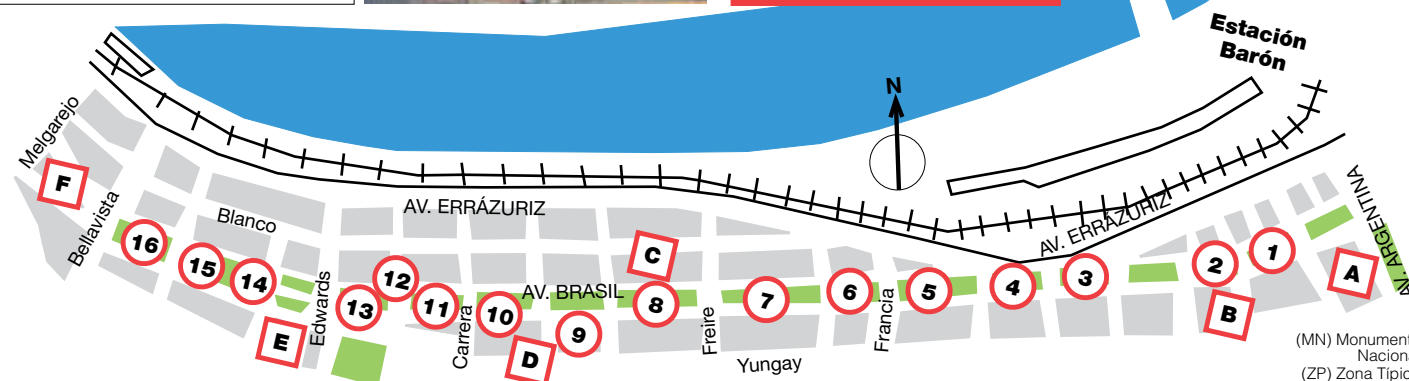 Estación
Barón
N
Melgarejo
F
Bellavista
Blanco
AV. ERRÁZURIZ
AV. ERRÁZURIZ
AV. ARGENTINA
16
15
14
13
12
11
10
9
8
7
6
5
4
3
2
1
A
B
C
D
E
Edwards
Carrera
AV. BRASIL
Freire
Francia
Yungay
(MN) Monument
Naciona
(ZP) Zona Típic